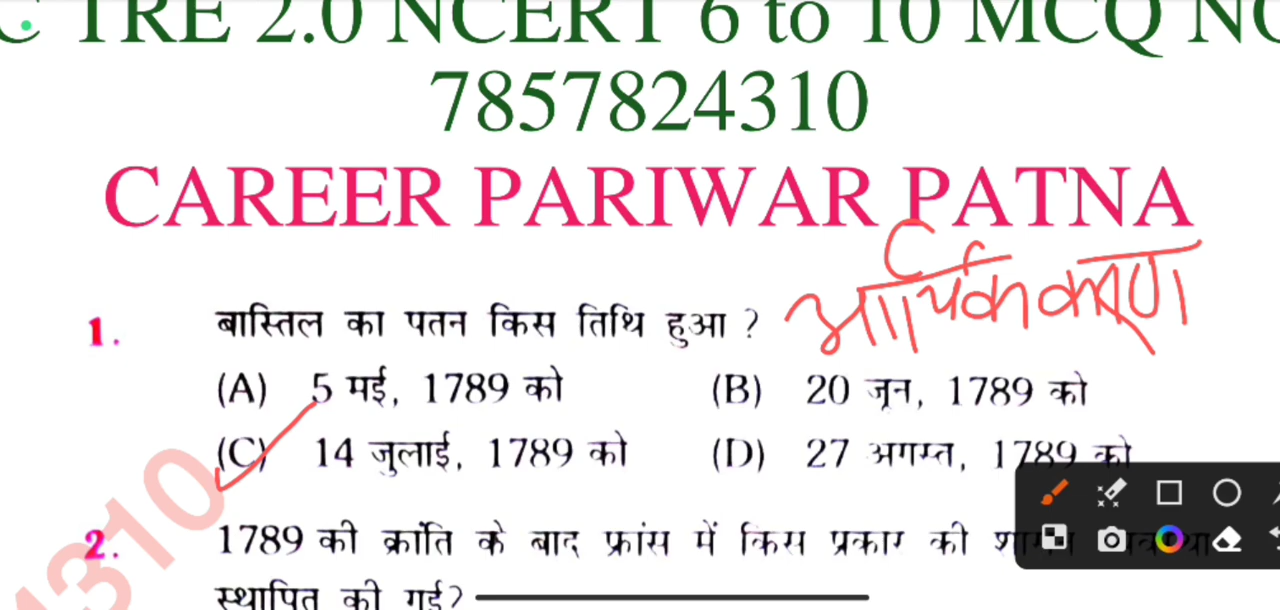 TRE 2.0 NCERT 6 to 10 MCQ
7857824310
CAREER PARIWAR PATNA
C
आर्थिक कारण
1. बास्तिल का पतन किस तिथि हुआ ?
(A) 5 मई, 1789 को (B) 20 जून, 1789 को
(C) 14 जुलाई, 1789 को (D) 27 अगस्त, 1789 को
4310
2. 1789 की क्रांति के बाद फ्रांस में किस प्रकार की
स्थापित की गई?